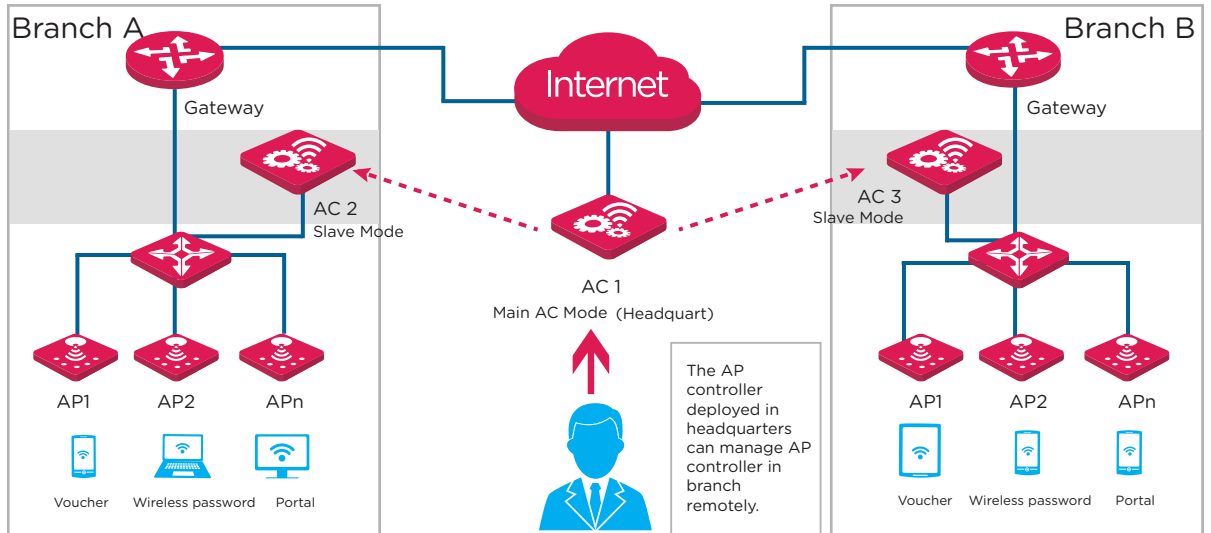 Branch A
Branch B
Internet
Gateway
Gateway
AC 2
Slave Mode
AC 3
Slave Mode
AC 1
Main AC Mode (Headquart)
The AP
controller
deployed in
headquarters
can manage AP
controller in
branch
remotely.
AP1
AP2
APn
AP1
AP2
APn
Voucher
Wireless password
Portal
Voucher
Wireless password
Portal